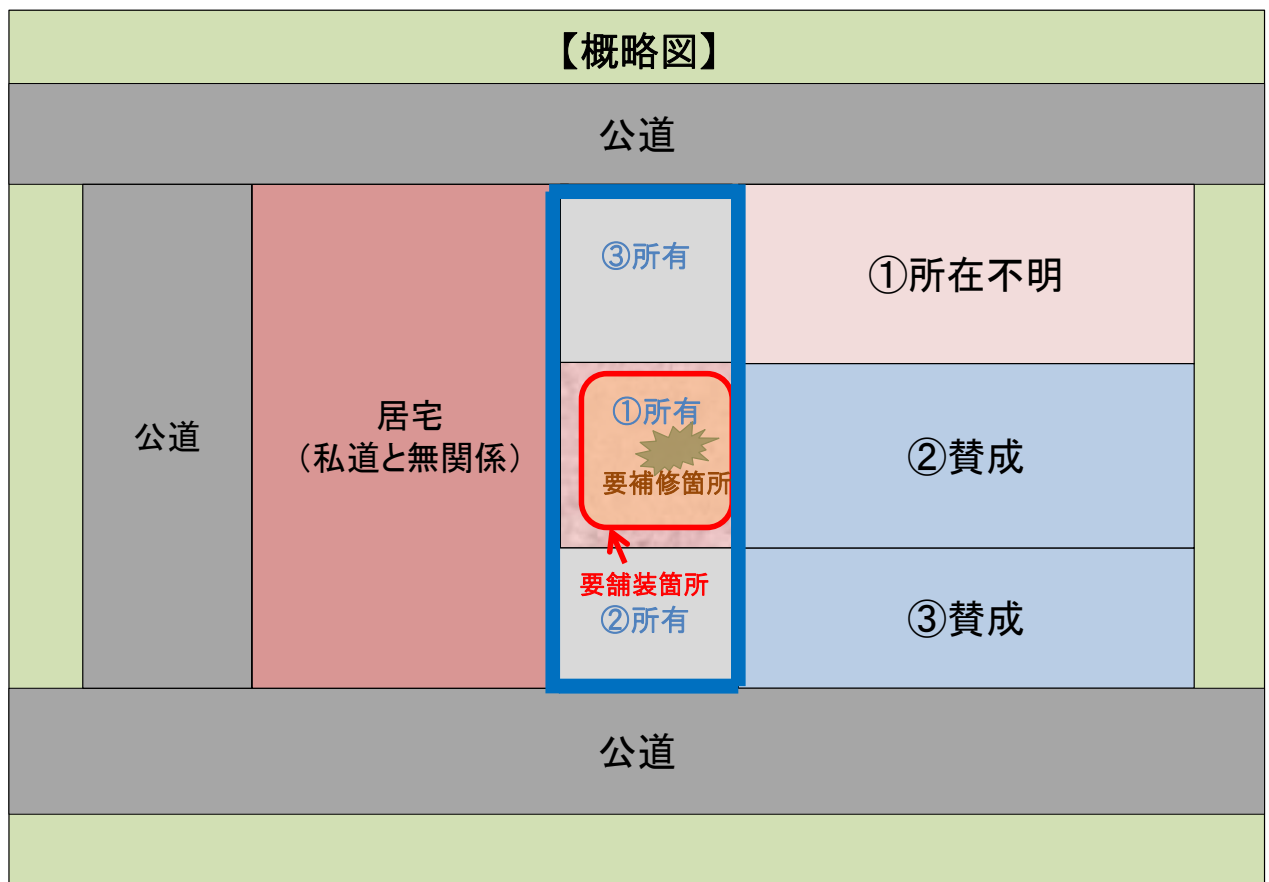 【概略図】
公道
③所有
①所在不明
公道
居宅
（私道と無関係）
①所有
要補修箇所
②賛成
要舗装箇所
②所有
③賛成
公道